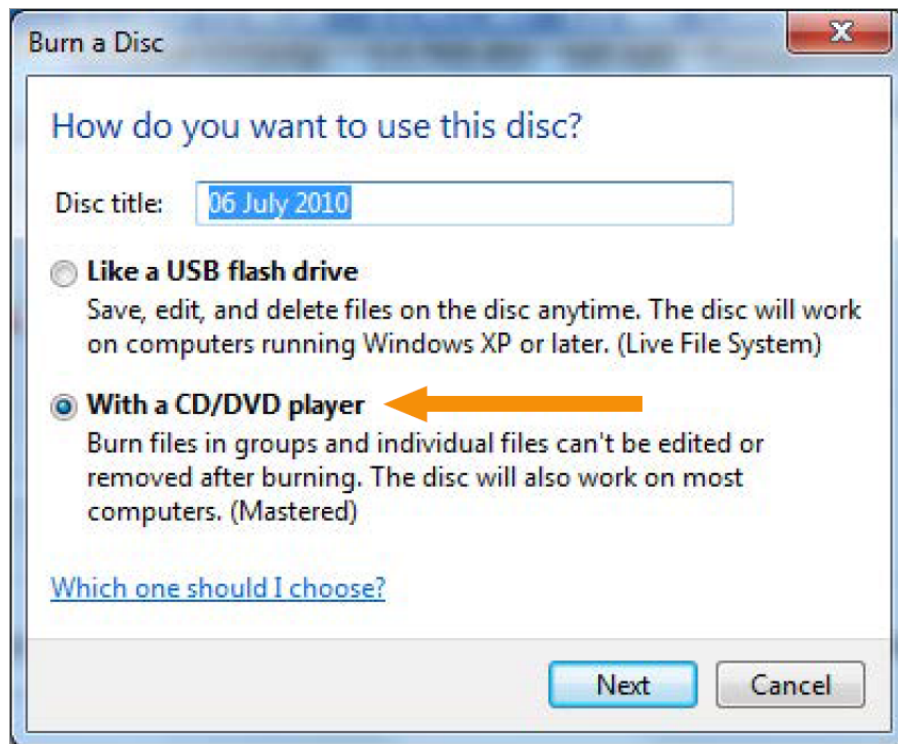 Burn a Disc
How do you want to use this disc?
Disc title: 06 July 2010
Like a USB flash drive
Save, edit, and delete files on the disc anytime. The disc will work
on computers running Windows XP or later. (Live File System)
With a CD/DVD player
Burn files in groups and individual files can't be edited or
removed after burning. The disc will also work on most
computers. (Mastered)
Which one should I choose?
Next Cancel